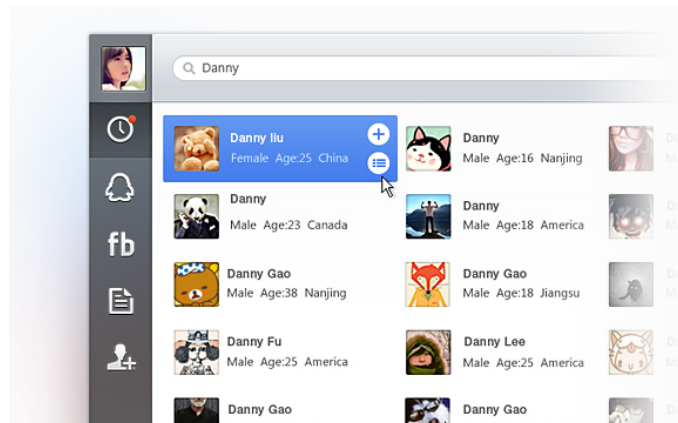 Danny
Danny liu
Female Age:25 China
Danny
Male Age:16 Nanjing
Danny
Male Age:23 Canada
Danny
Male Age:18 America
fb
Danny Gao
Male Age:38 Nanjing
Danny Gao
Male Age:18 Jiangsu
Danny Fu
Male Age:25 America
Danny Lee
Male Age:25 America
Danny Gao
Danny Gao